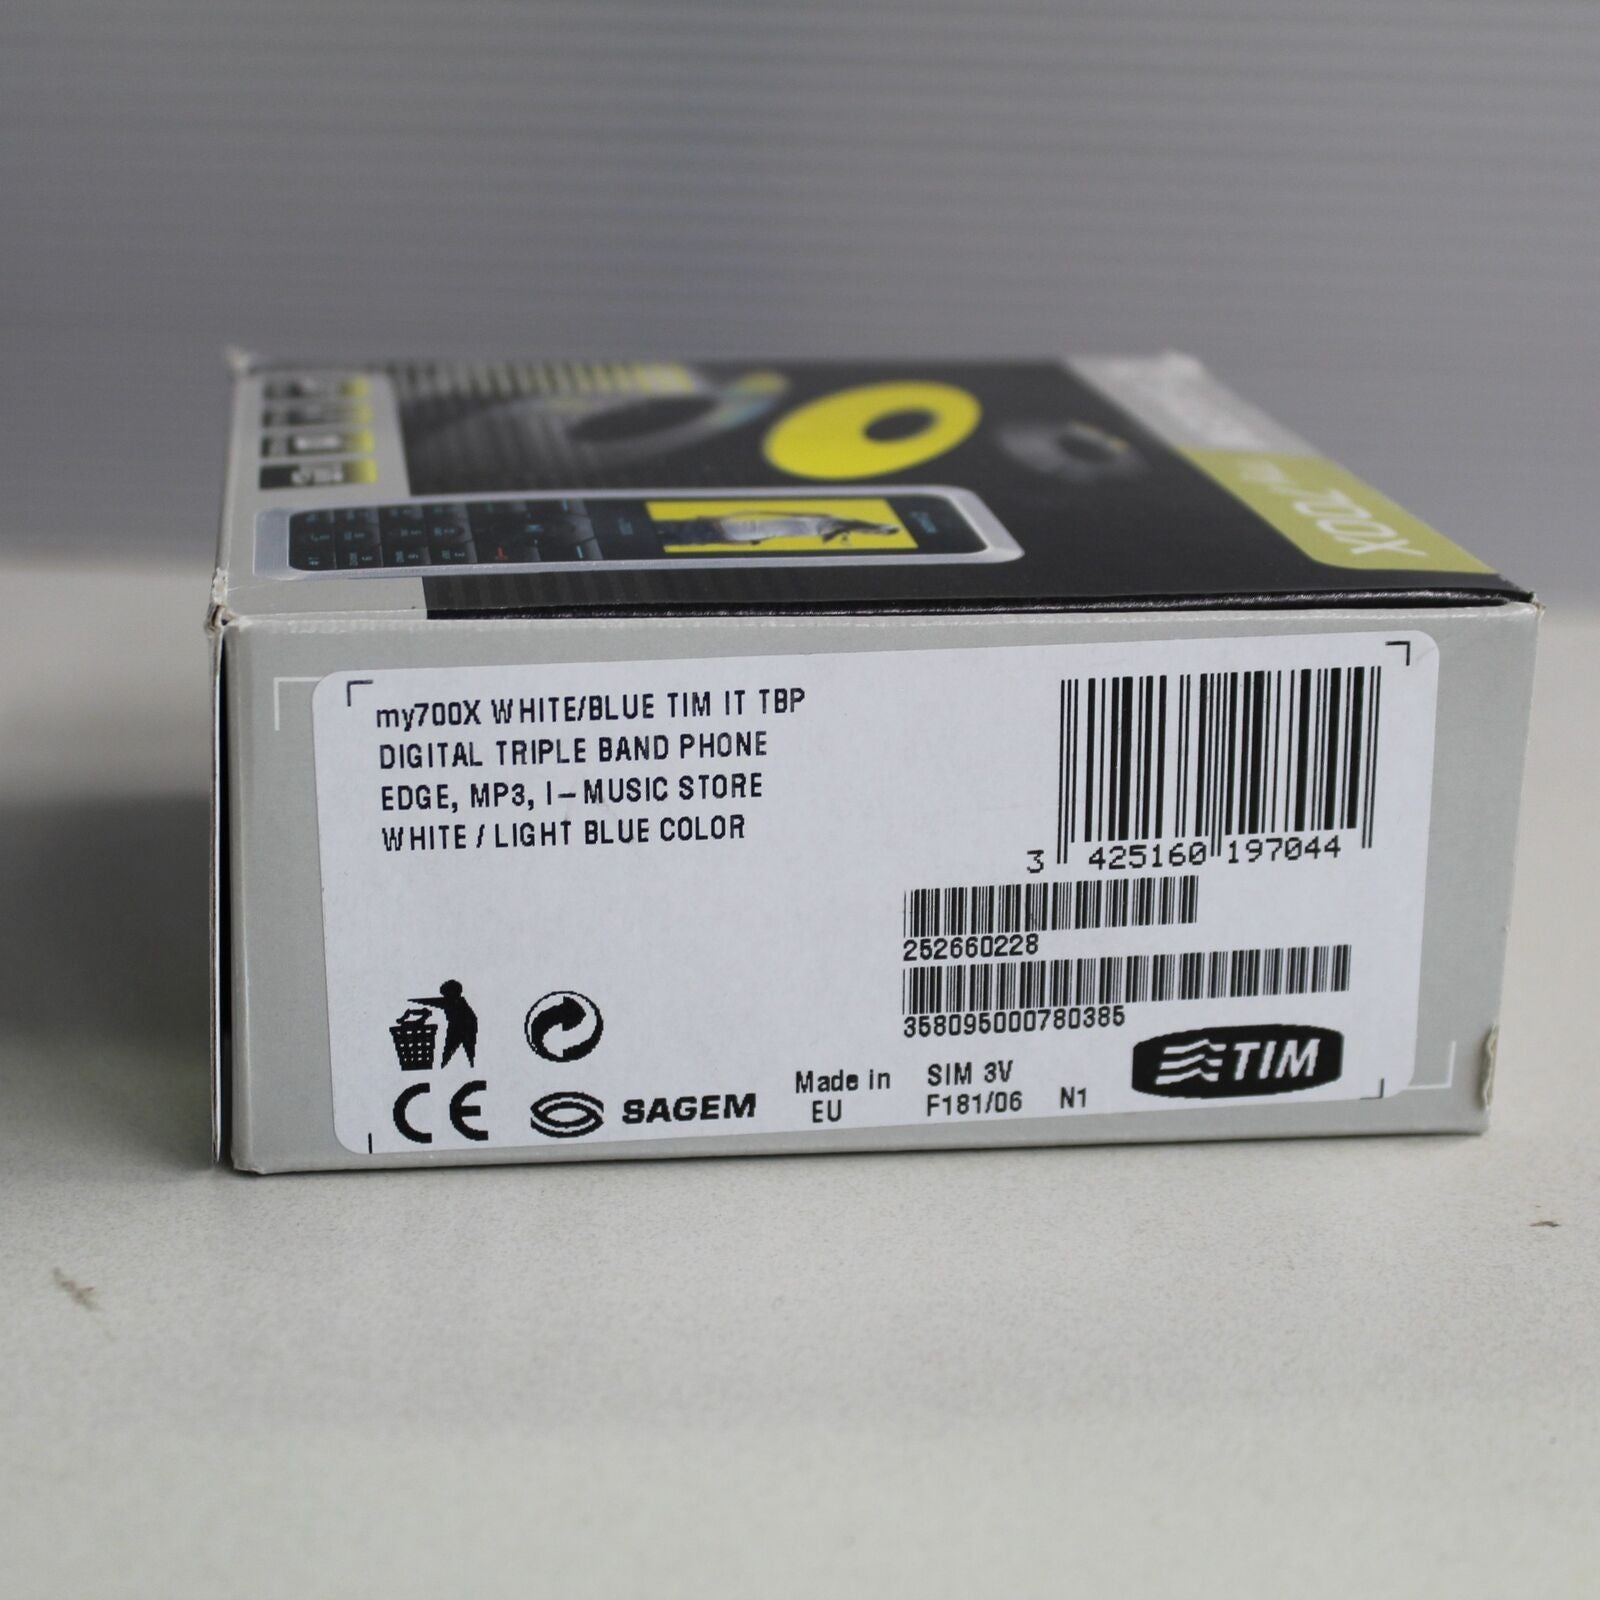 my700X
my700X WHITE/BLUE TIM IT TBP
DIGITAL TRIPLE BAND PHONE
EDGE, MP3, I-MUSIC STORE
WHITE / LIGHT BLUE COLOR
3 425160 197044
252660228
358095000780385
CE
SAGEM
Made in
EU
SIM 3V
F181/06 N1
TIM